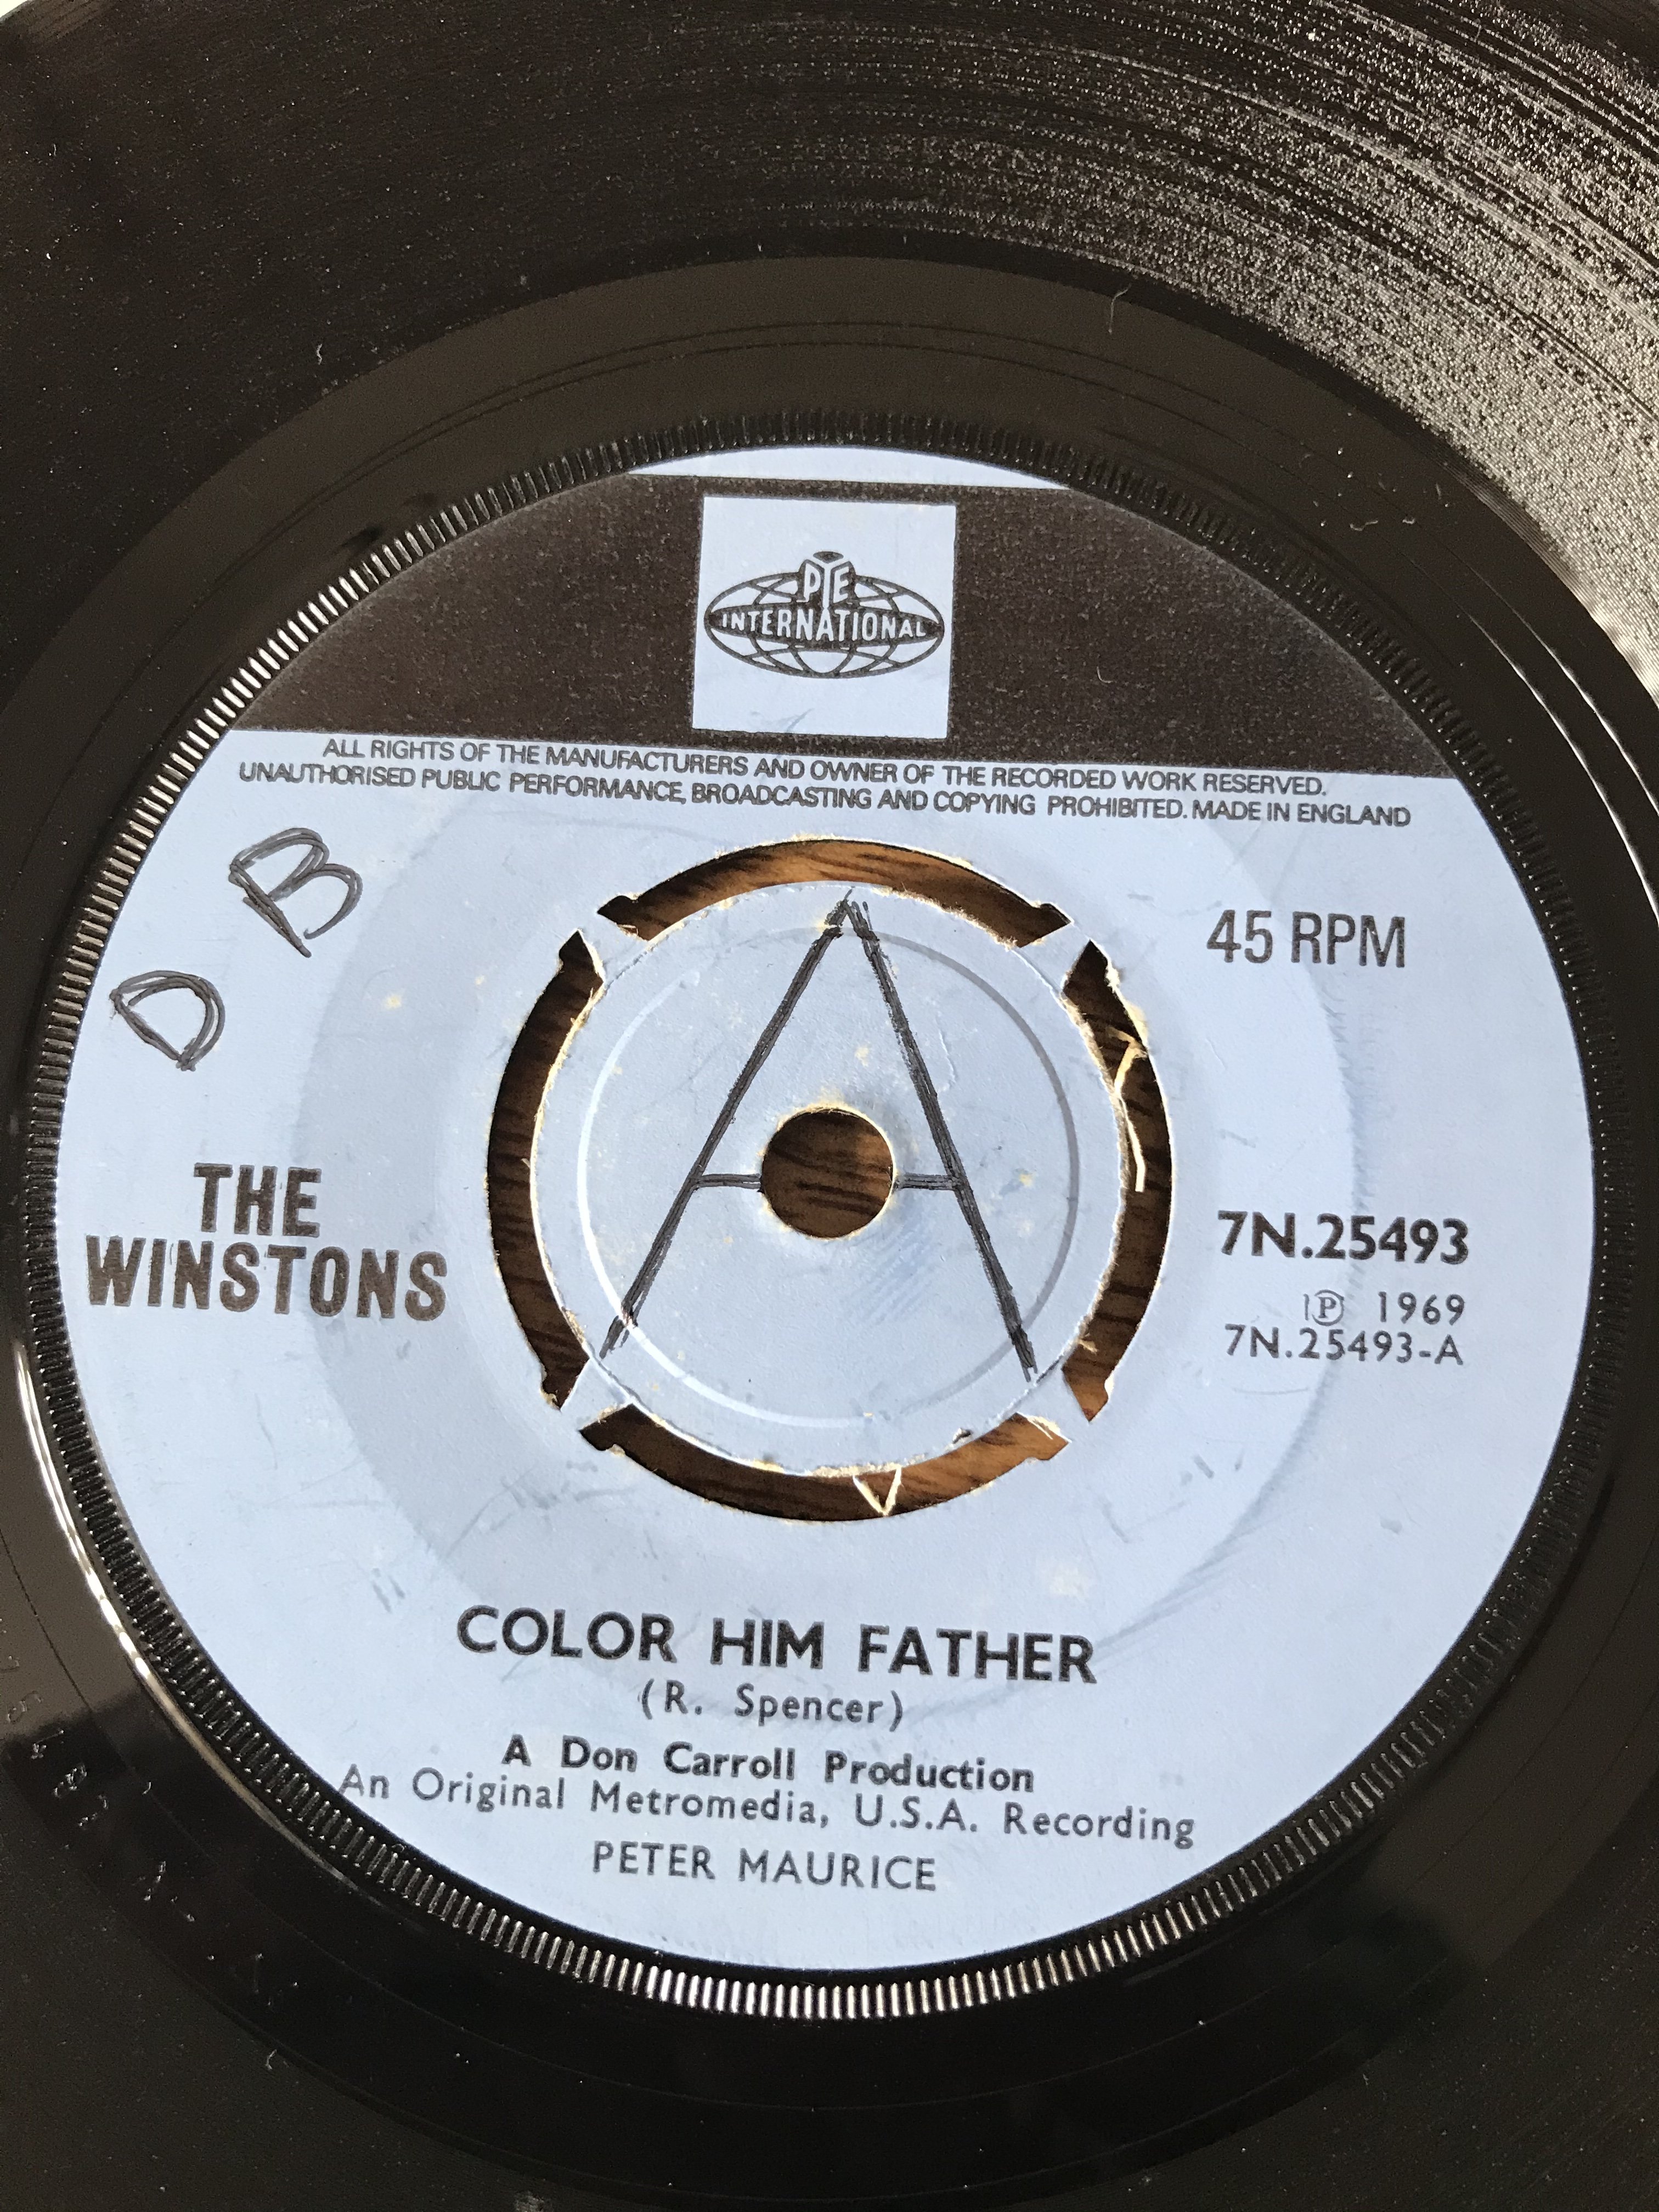 PYE
INTERNATIONAL
ALL RIGHTS OF THE MANUFACTURERS AND OWNER OF THE RECORDED WORK RESERVED.
UNAUTHORISED PUBLIC PERFORMANCE, BROADCASTING AND COPYING PROHIBITED. MADE IN ENGLAND
D B
A
45 RPM
THE
WINSTONS
7N.25493
℗ 1969
7N.25493-A
COLOR HIM FATHER
(R. Spencer)
A Don Carroll Production
An Original Metromedia, U.S.A. Recording
PETER MAURICE